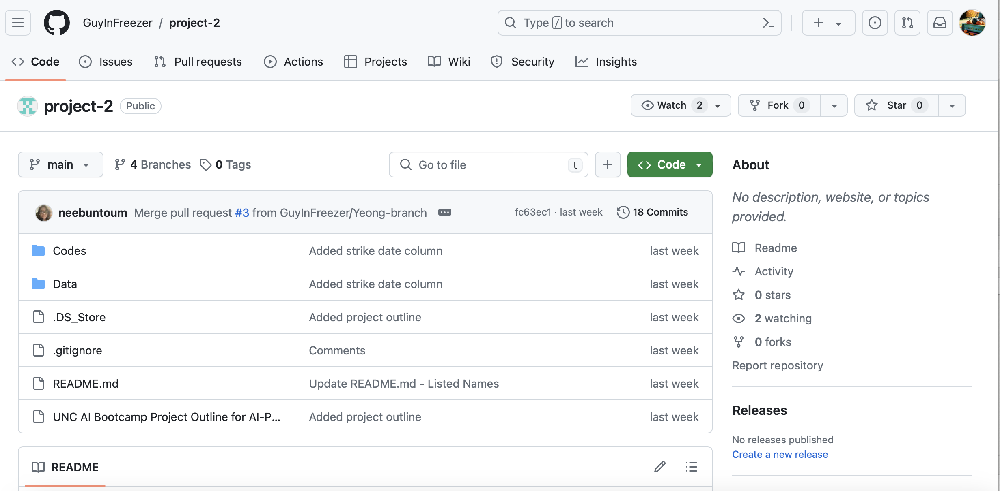 GuyInFreezer / project-2
Type / to search
Code
Issues
Pull requests
Actions
Projects
Wiki
Security
Insights
project-2
Public
Watch 2
Fork 0
Star 0
main
4 Branches
0 Tags
Go to file
t
Code
neebuntoum Merge pull request #3 from GuyInFreezer/Yeong-branch
fc63ec1 · last week
18 Commits
Codes Added strike date column last week
Data Added strike date column last week
.DS_Store Added project outline last week
.gitignore Comments last week
README.md Update README.md - Listed Names last week
UNC AI Bootcamp Project Outline for AI-P... Added project outline last week
README
About
No description, website, or topics
provided.
Readme
Activity
0 stars
2 watching
0 forks
Report repository
Releases
No releases published
Create a new release